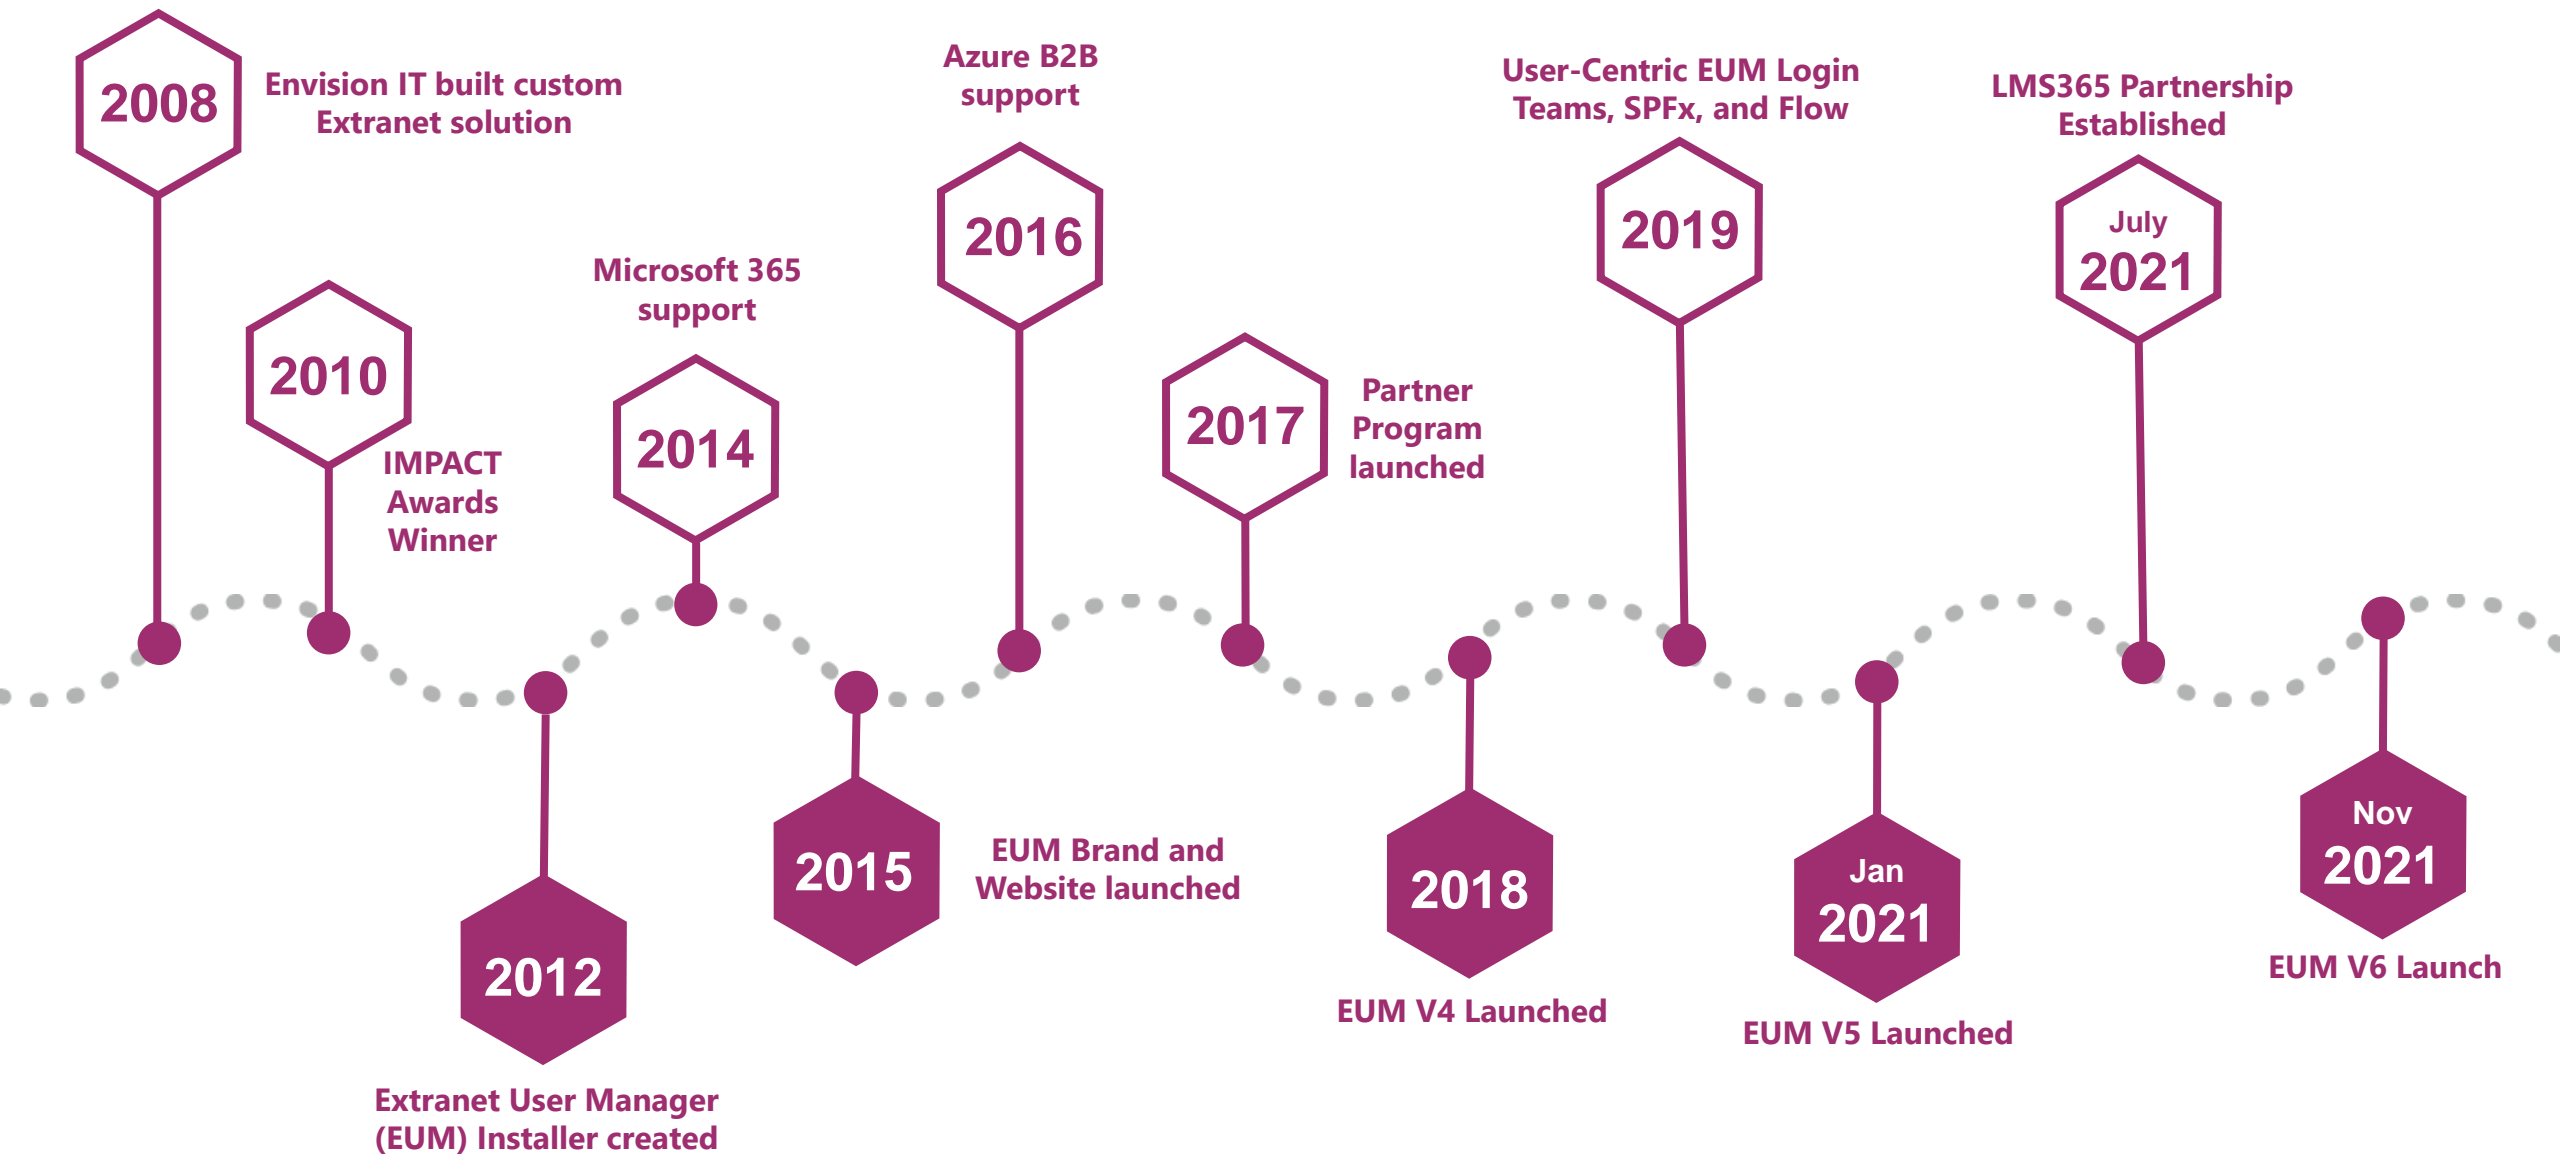 2008
Envision IT built custom
Extranet solution
2010
IMPACT
Awards
Winner
2012
Extranet User Manager
(EUM) Installer created
Microsoft 365
support
2014
2015
EUM Brand and
Website launched
Azure B2B
support
2016
2017
Partner
Program
launched
2018
EUM V4 Launched
User-Centric EUM Login
Teams, SPFx, and Flow
2019
Jan
2021
EUM V5 Launched
LMS365 Partnership
Established
July
2021
Nov
2021
EUM V6 Launch